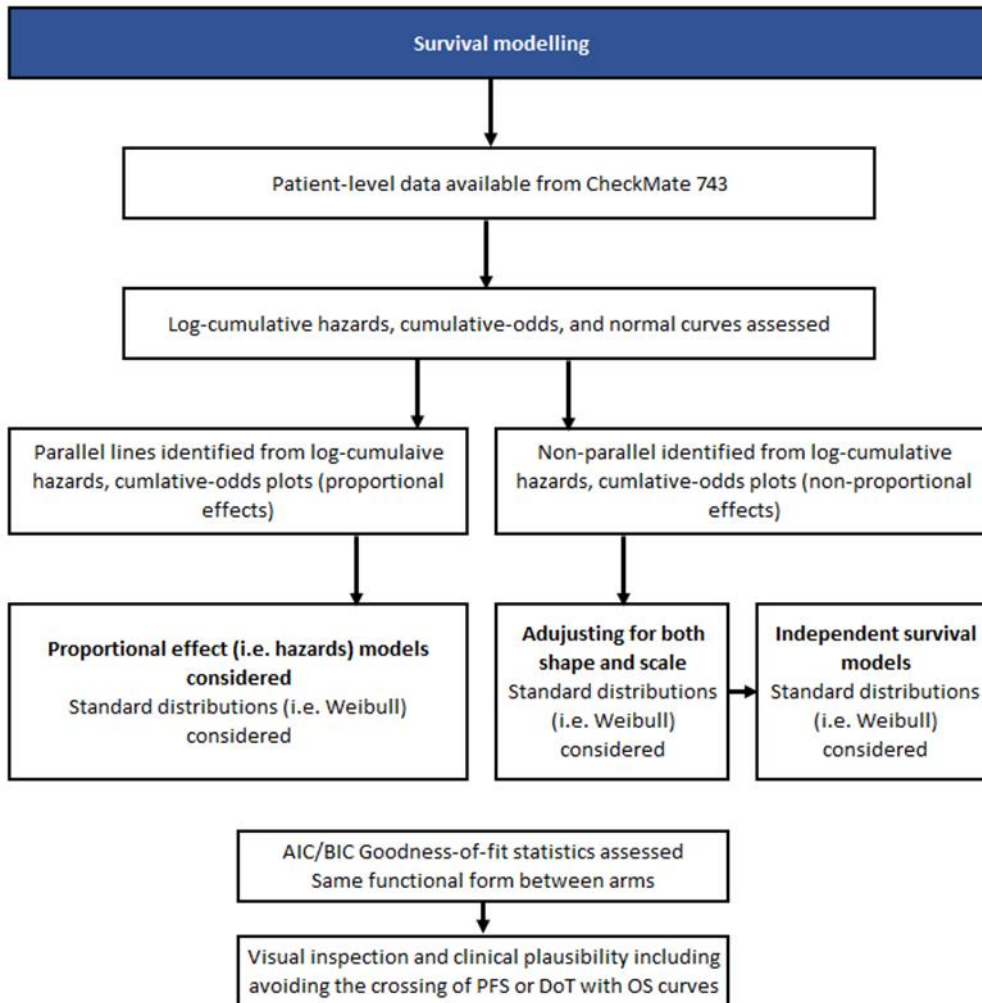 Survival modelling
Patient-level data available from CheckMate 743
Log-cumulative hazards, cumulative-odds, and normal curves assessed
Parallel lines identified from log-cumulaive
hazards, cumlative-odds plots (proportional
effects)
Non-parallel identified from log-cumulative
hazards, cumlative-odds plots (non-proportional
effects)
Proportional effect (i.e. hazards) models
considered
Standard distributions (i.e. Weibull)
considered
Adujusting for both
shape and scale
Standard distributions
(i.e. Weibull)
considered
Independent survival
models
Standard distributions
(i.e. Weibull)
considered
AIC/BIC Goodness-of-fit statistics assessed
Same functional form between arms
Visual inspection and clinical plausibility including
avoiding the crossing of PFS or DoT with OS curves